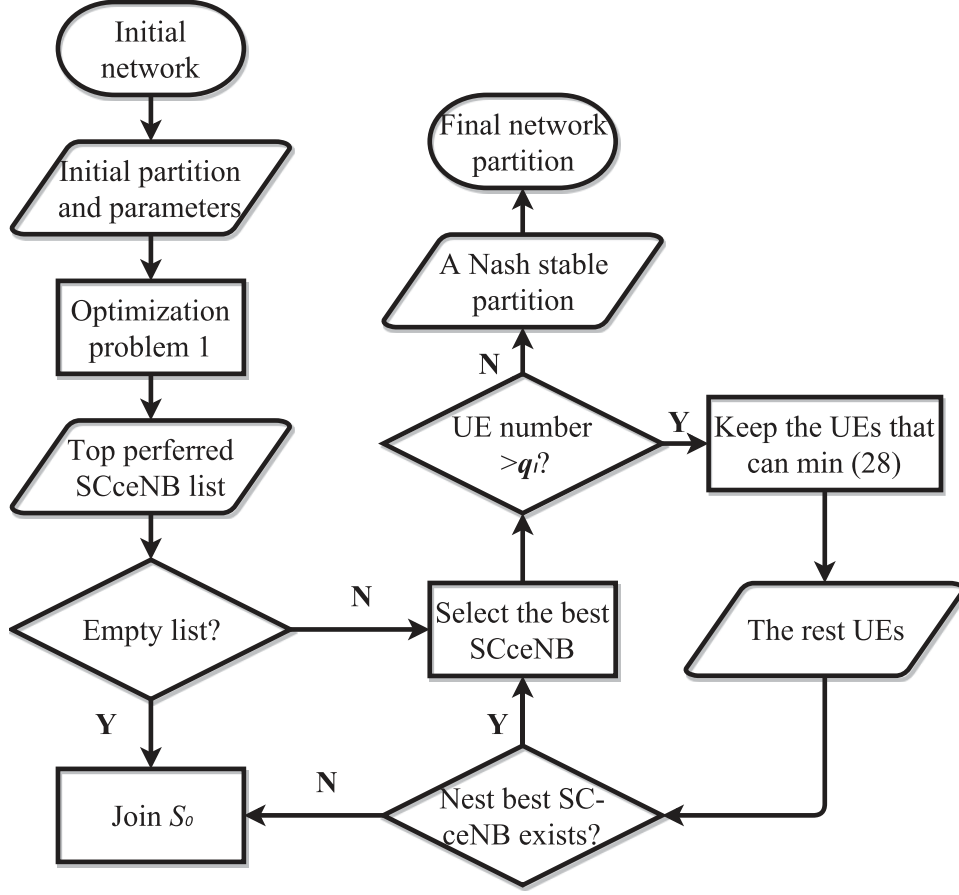 Initial
network
Initial partition
and parameters
Optimization
problem 1
Top perferred
SCceNB list
Empty list?
N
Y
Join S₀
Final network
partition
A Nash stable
partition
N
UE number
>qₗ?
Y
Keep the UEs that
can min (28)
Select the best
SCceNB
The rest UEs
Y
N
Nest best SC-
ceNB exists?